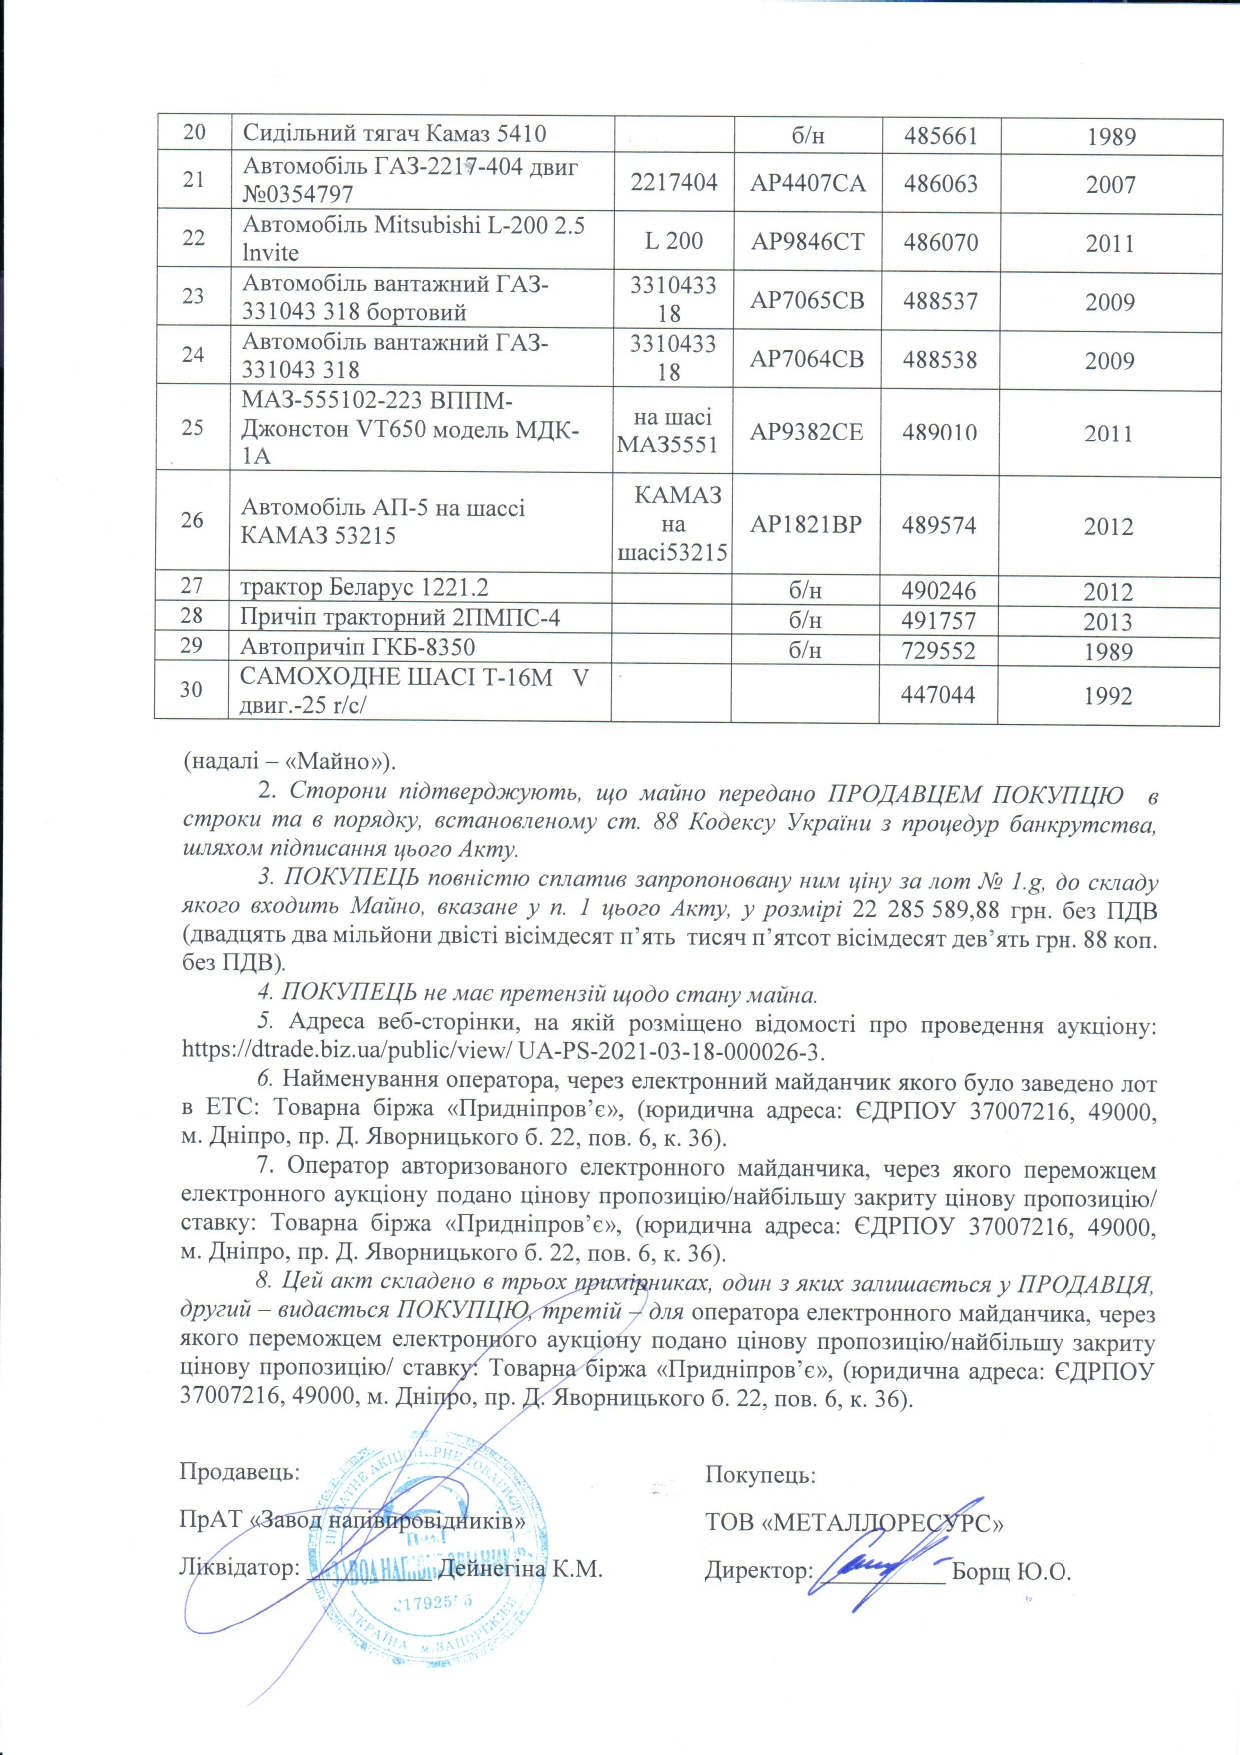 20 Сидільний тягач Камаз 5410 б/н 485661 1989
21 Автомобіль ГАЗ-2217-404 двиг №0354797 2217404 АР4407СА 486063 2007
22 Автомобіль Mitsubishi L-200 2.5 lnvite L 200 АР9846СТ 486070 2011
23 Автомобіль вантажний ГАЗ-331043 318 бортовий 3310433 18 АР7065СВ 488537 2009
24 Автомобіль вантажний ГАЗ-331043 318 3310433 18 АР7064СВ 488538 2009
25 МАЗ-555102-223 ВППМ-Джонстон VT650 модель МДК-1А на шасі МАЗ5551 АР9382СЕ 489010 2011
26 Автомобіль АП-5 на шассі КАМАЗ 53215 КАМАЗ на шасі53215 АР1821ВР 489574 2012
27 трактор Беларус 1221.2 б/н 490246 2012
28 Причіп тракторний 2ПМПС-4 б/н 491757 2013
29 Автопричіп ГКБ-8350 б/н 729552 1989
30 САМОХОДНЕ ШАСІ Т-16М V двиг.-25 г/с/ 447044 1992
(надалі – «Майно»).
2. Сторони підтверджують, що майно передано ПРОДАВЦЕМ ПОКУПЦЮ в
строки та в порядку, встановленому ст. 88 Кодексу України з процедур банкрутства,
шляхом підписання цього Акту.
3. ПОКУПЕЦЬ повністю сплатив запропоновану ним ціну за лот № 1.g, до складу
якого входить Майно, вказане у п. 1 цього Акту, у розмірі 22 285 589,88 грн. без ПДВ
(двадцять два мільйони двісті вісімдесят п’ять тисяч п’ятсот вісімдесят дев’ять грн. 88 коп.
без ПДВ).
4. ПОКУПЕЦЬ не має претензій щодо стану майна.
5. Адреса веб-сторінки, на якій розміщено відомості про проведення аукціону:
https://dtrade.biz.ua/public/view/ UA-PS-2021-03-18-000026-3.
6. Найменування оператора, через електронний майданчик якого було заведено лот
в ЕТС: Товарна біржа «Придніпров’є», (юридична адреса: ЄДРПОУ 37007216, 49000,
м. Дніпро, пр. Д. Яворницького б. 22, пов. 6, к. 36).
7. Оператор авторизованого електронного майданчика, через якого переможцем
електронного аукціону подано цінову пропозицію/найбільшу закриту цінову пропозицію/
ставку: Товарна біржа «Придніпров’є», (юридична адреса: ЄДРПОУ 37007216, 49000,
м. Дніпро, пр. Д. Яворницького б. 22, пов. 6, к. 36).
8. Цей акт складено в трьох примірниках, один з яких залишається у ПРОДАВЦЯ,
другий – видається ПОКУПЦЮ, третій – для оператора електронного майданчика, через
якого переможцем електронного аукціону подано цінову пропозицію/найбільшу закриту
цінову пропозицію/ ставку: Товарна біржа «Придніпров’є», (юридична адреса: ЄДРПОУ
37007216, 49000, м. Дніпро, пр. Д. Яворницького б. 22, пов. 6, к. 36).
Продавець:
ПрАТ «Завод напівпровідників»
Ліквідатор: __________ Дейнегіна К.М.
Покупець:
ТОВ «МЕТАЛЛОРЕСУРС»
Директор: __________ Борщ Ю.О.
УКРАЇНА м.ЗАПОРІЖЖЯ